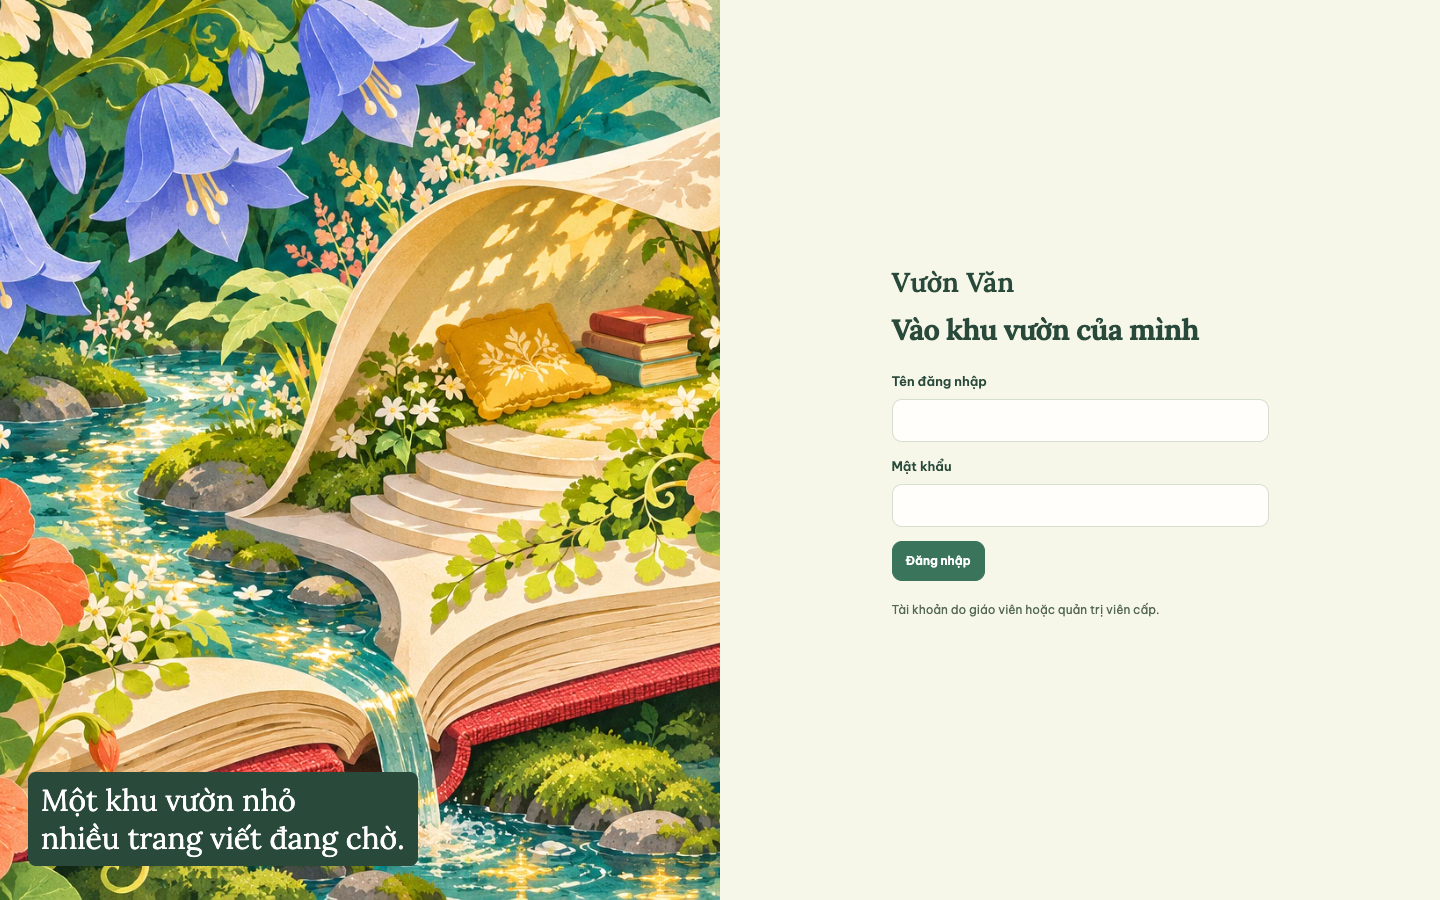 Vườn Văn
Vào khu vườn của mình
Tên đăng nhập
Mật khẩu
Đăng nhập
Tài khoản do giáo viên hoặc quản trị viên cấp.
Một khu vườn nhỏ
nhiều trang viết đang chờ.